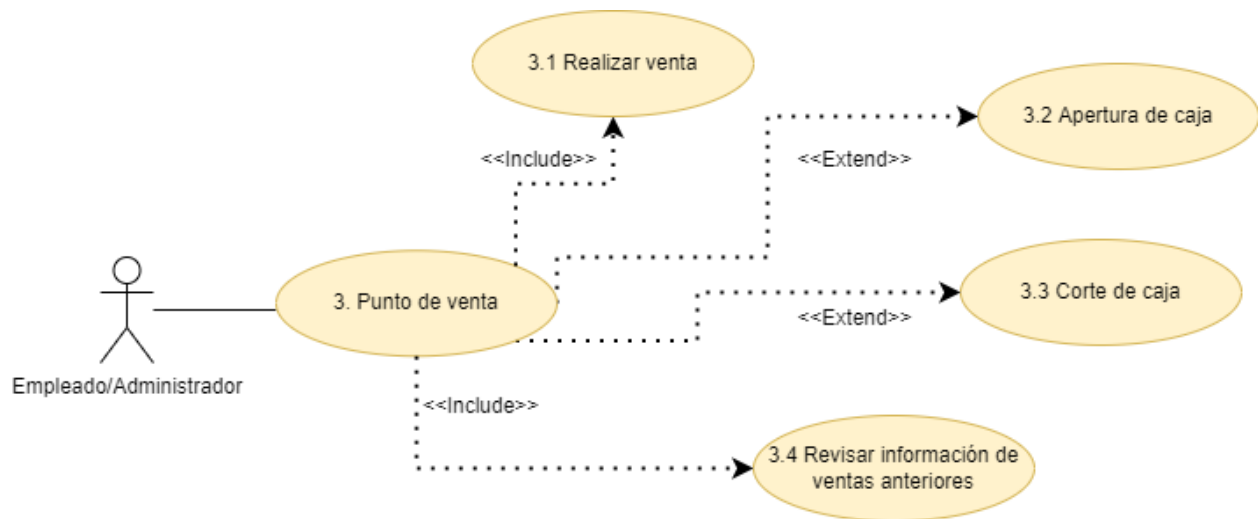 3.1 Realizar venta
3.2 Apertura de caja
<<Include>>
<<Extend>>
3. Punto de venta
3.3 Corte de caja
<<Extend>>
Empleado/Administrador
<<Include>>
3.4 Revisar información de
ventas anteriores